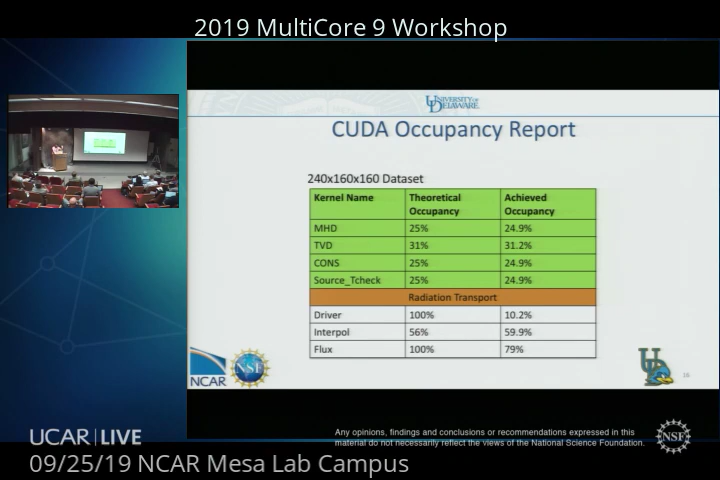 2019 MultiCore 9 Workshop
UNIVERSITY OF DELAWARE
CUDA Occupancy Report
240x160x160 Dataset
Kernel Name Theoretical Occupancy Achieved Occupancy
MHD 25% 24.9%
TVD 31% 31.2%
CONS 25% 24.9%
Source_Tcheck 25% 24.9%
Radiation Transport
Driver 100% 10.2%
Interpol 56% 59.9%
Flux 100% 79%
NCAR
NSF
UD
16
UCAR | LIVE
Any opinions, findings and conclusions or recommendations expressed in this
material do not necessarily reflect the views of the National Science Foundation.
NSF
09/25/19 NCAR Mesa Lab Campus